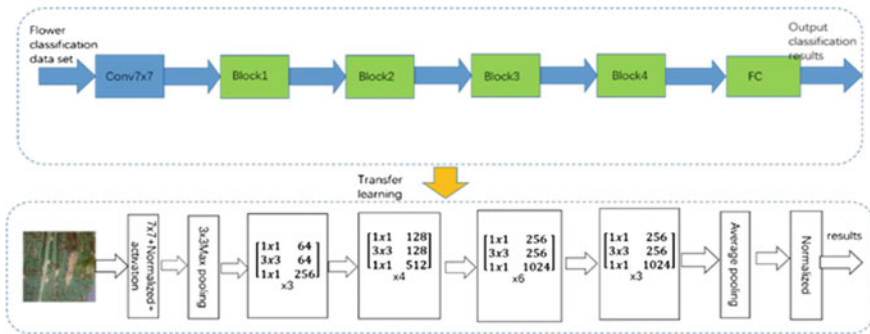 Flower
classification
data set
Conv7x7
Block1
Block2
Block3
Block4
FC
Output
classification
results
Transfer
learning
7x7+Normalized+
activation
3x3Max pooling
1x1 64
3x3 64
1x1 256
x3
1x1 128
3x3 128
1x1 512
x4
1x1 256
3x3 256
1x1 1024
x6
1x1 256
3x3 256
1x1 1024
x3
Average pooling
Normalized
results